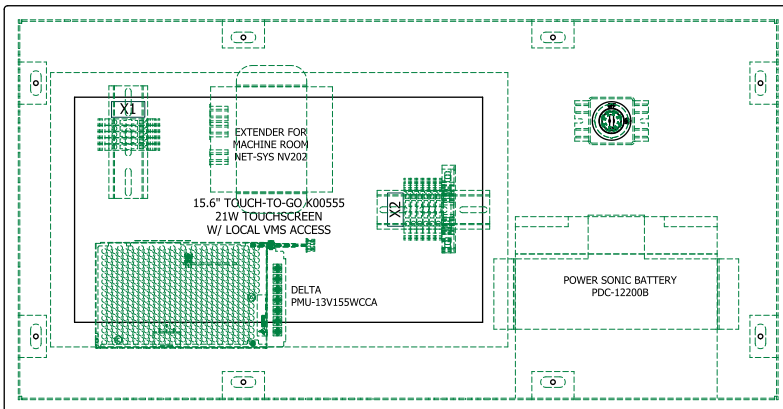 X1
EXTENDER FOR
MACHINE ROOM
NET-SYS NV202
15.6" TOUCH-TO-GO K00555
21W TOUCHSCREEN
W/ LOCAL VMS ACCESS
X2
DELTA
PMU-13V155WCCA
POWER SONIC BATTERY
PDC-12200B